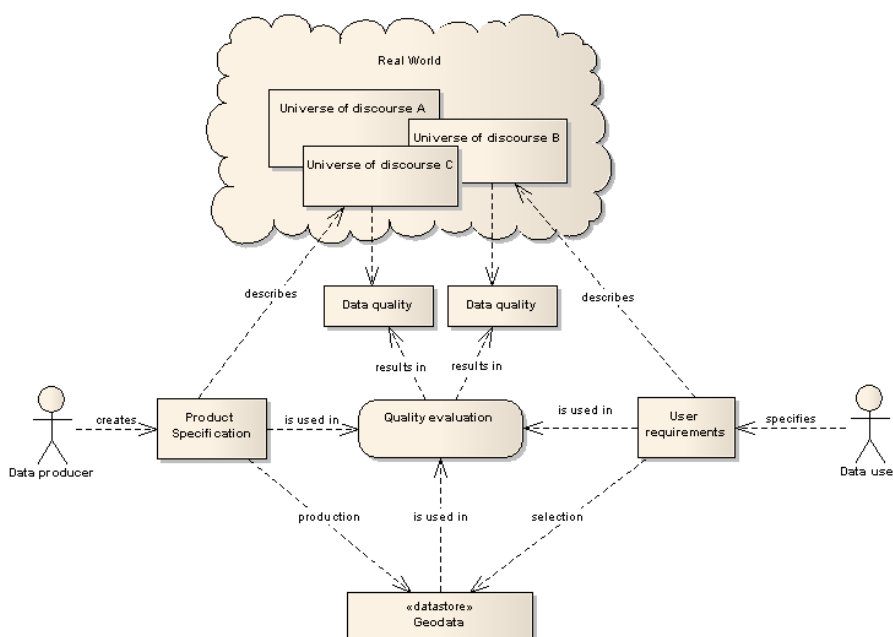 Real World
Universe of discourse A
Universe of discourse B
Universe of discourse C
describes
Data quality
Data quality
describes
results in
results in
creates
Product
Specification
is used in
Quality evaluation
is used in
User
requirements
specifies
Data producer
Data use
production
is used in
selection
«datastore»
Geodata